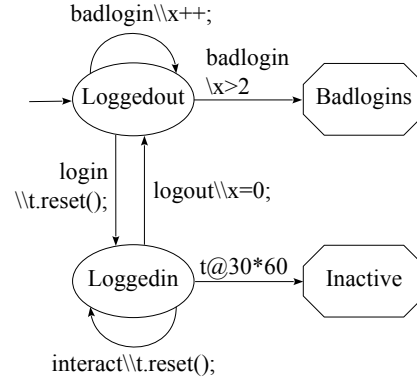 badlogin\\x++;
badlogin
\x>2
Loggedout
Badlogins
login
\\t.reset();
logout\\x=0;
Loggedin
t@30*60
Inactive
interact\\t.reset();